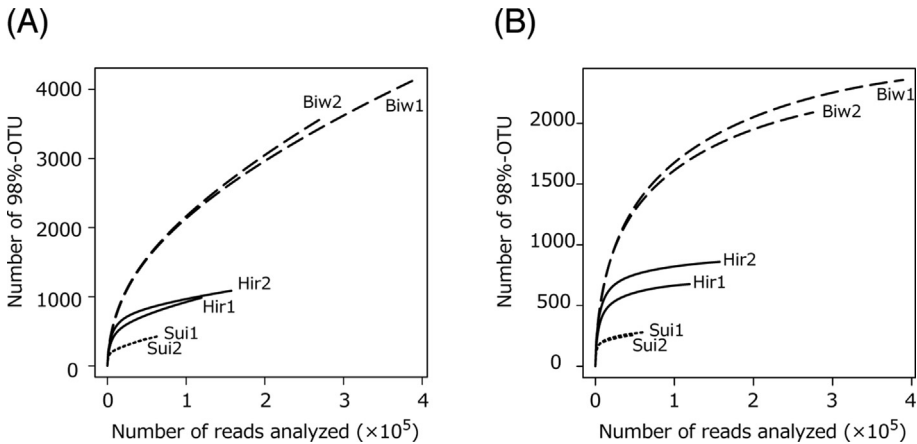 (A)
Number of 98%-OTU
4000
3000
2000
1000
0
Biw2
Biw1
Hir2
Hir1
Sui1
Sui2
0 1 2 3 4
Number of reads analyzed (×10⁵)
(B)
Number of 98%-OTU
2000
1500
1000
500
0
Biw1
Biw2
Hir2
Hir1
Sui1
Sui2
0 1 2 3 4
Number of reads analyzed (×10⁵)